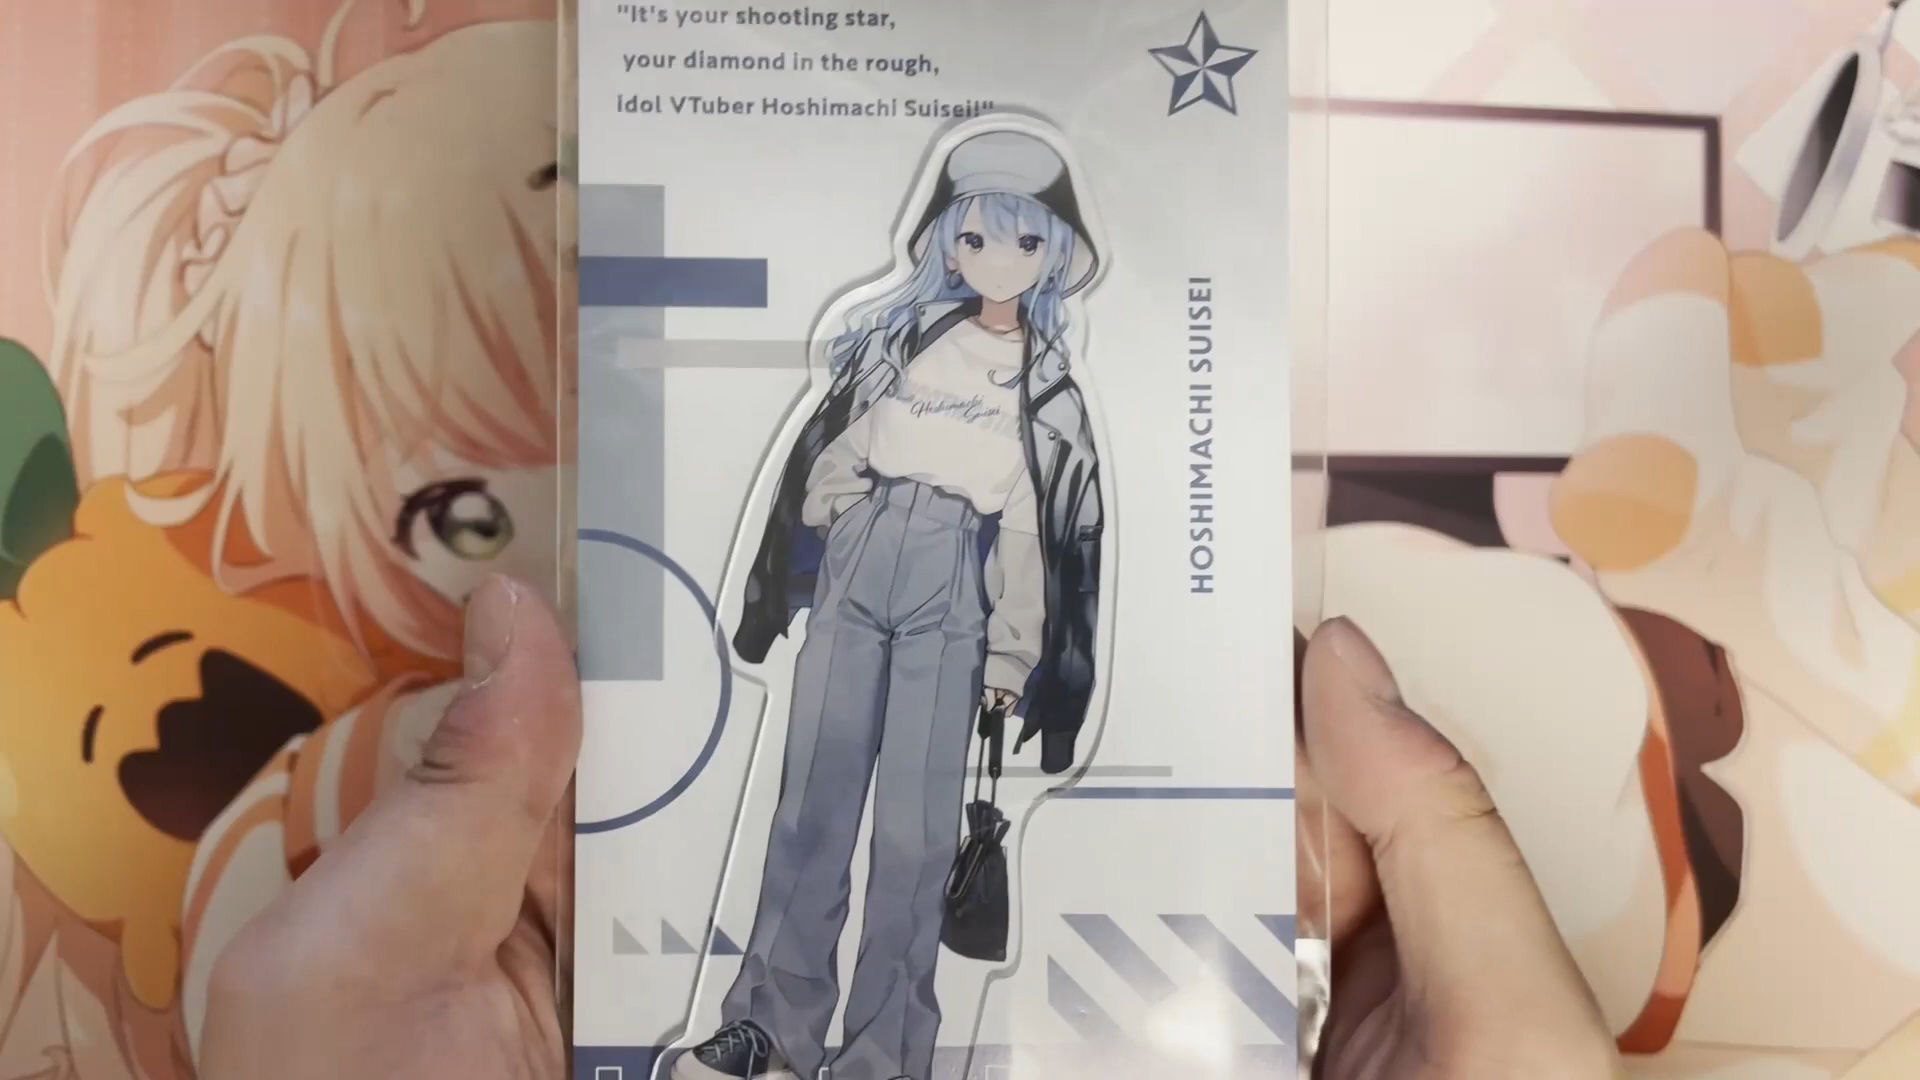 "It's your shooting star,
your diamond in the rough,
idol VTuber Hoshimachi Suisei!"
HOSHIMACHI SUISEI
Hoshimachi
Suisei